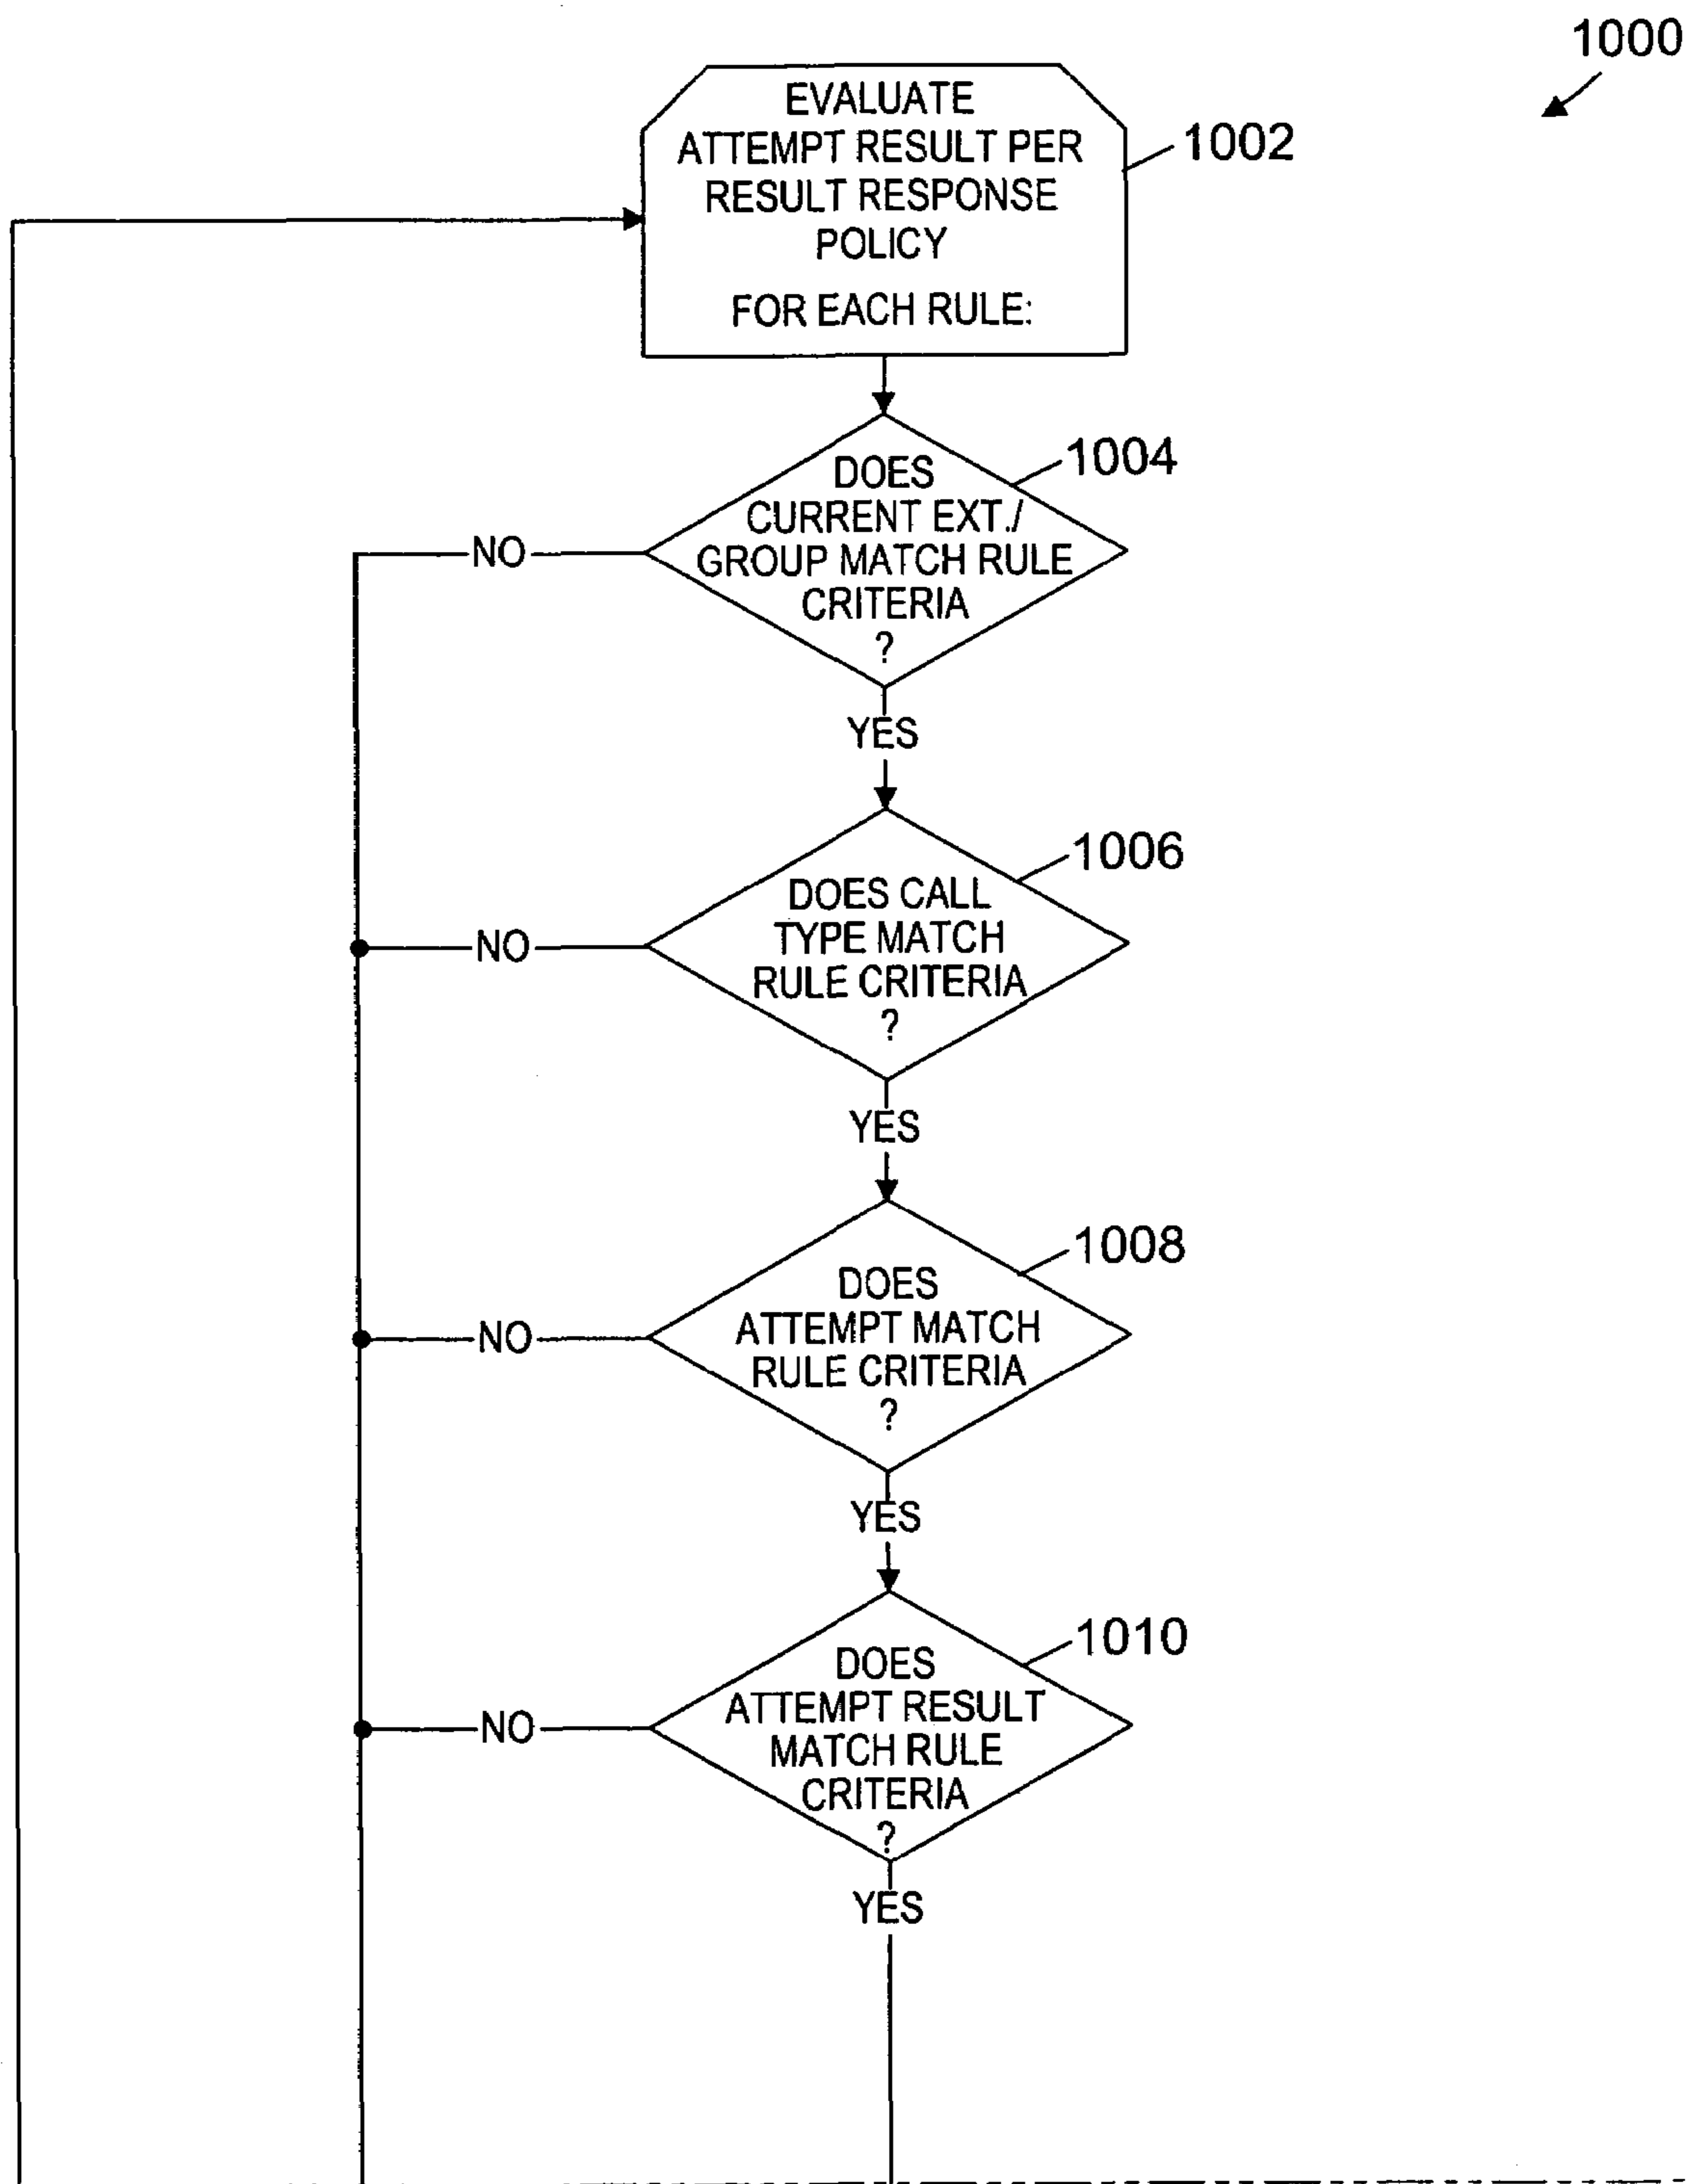 1000
EVALUATE
ATTEMPT RESULT PER
RESULT RESPONSE
POLICY
FOR EACH RULE:
1002
DOES
CURRENT EXT./
GROUP MATCH RULE
CRITERIA
?
1004
NO
YES
DOES CALL
TYPE MATCH
RULE CRITERIA
?
1006
NO
YES
DOES
ATTEMPT MATCH
RULE CRITERIA
?
1008
NO
YES
DOES
ATTEMPT RESULT
MATCH RULE
CRITERIA
?
1010
NO
YES